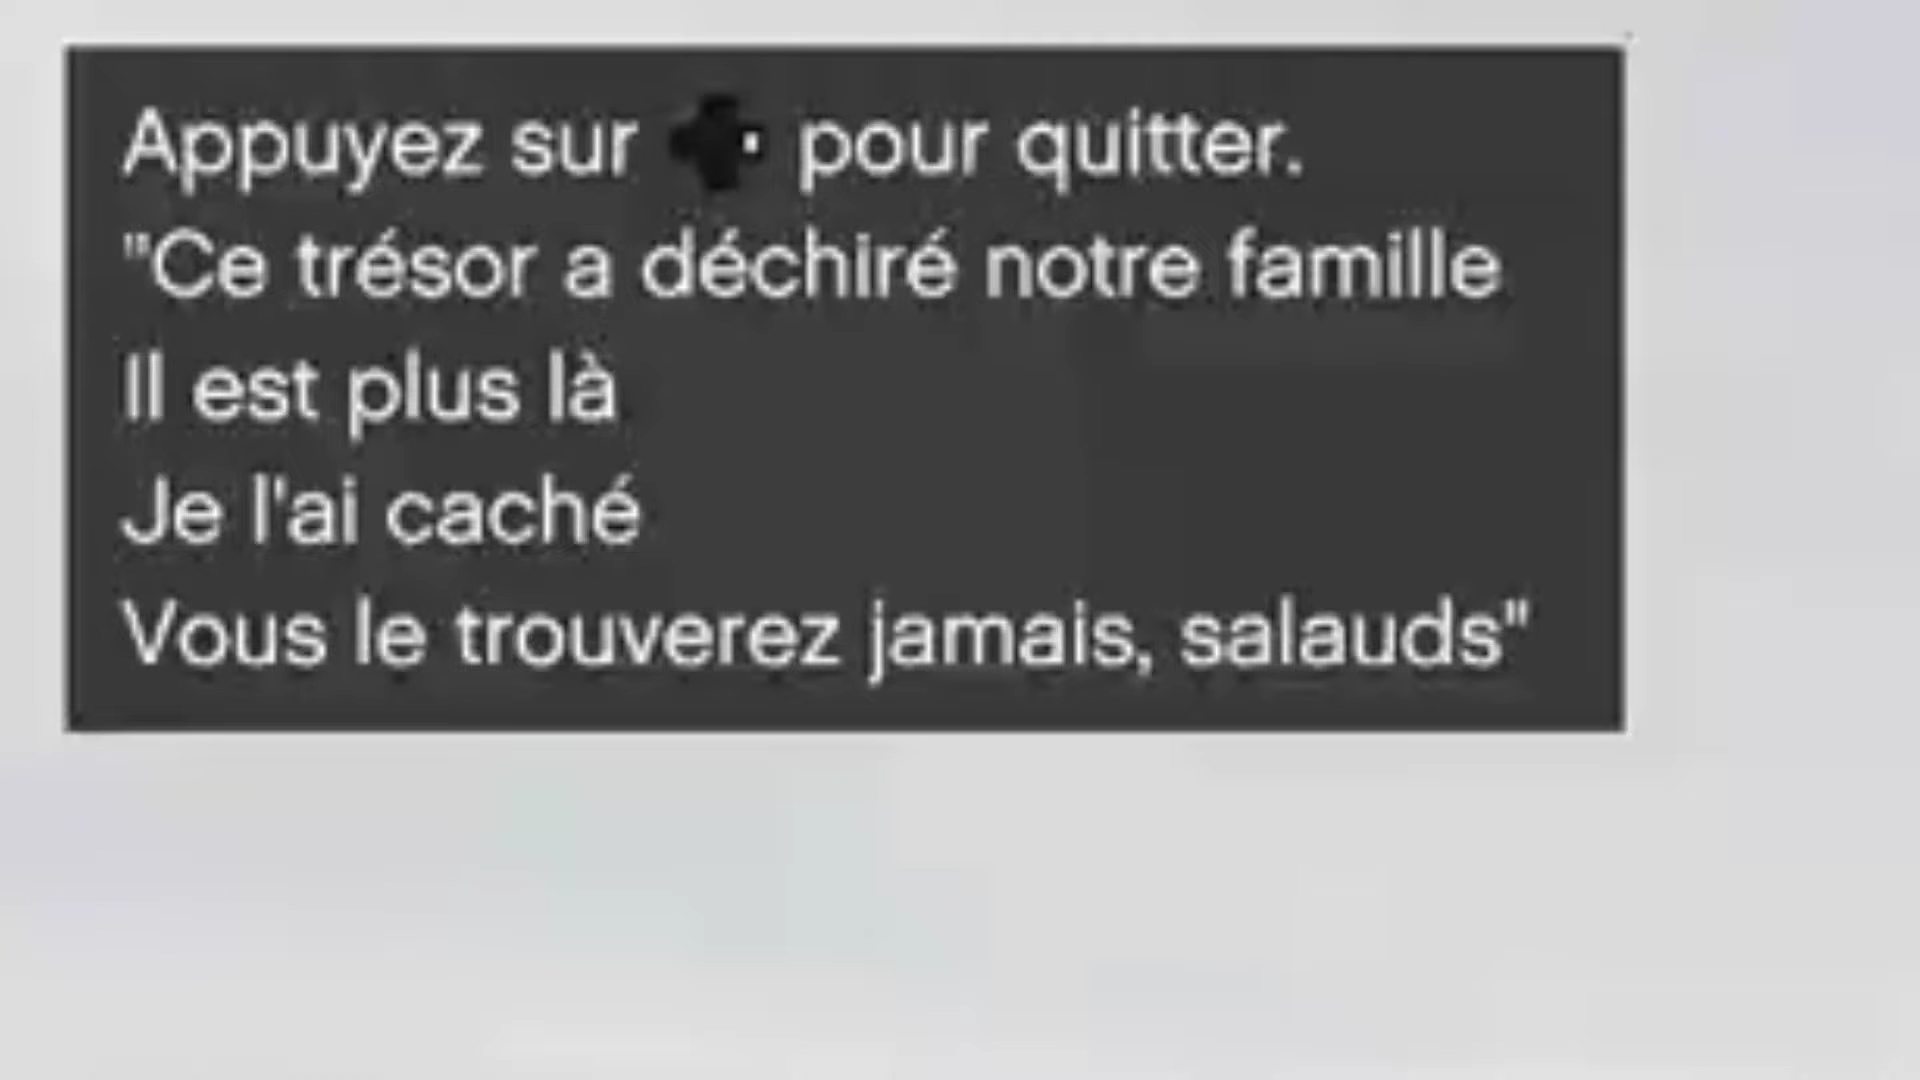 Appuyez sur pour quitter.
"Ce trésor a déchiré notre famille
Il est plus là
Je l'ai caché
Vous le trouverez jamais, salauds"